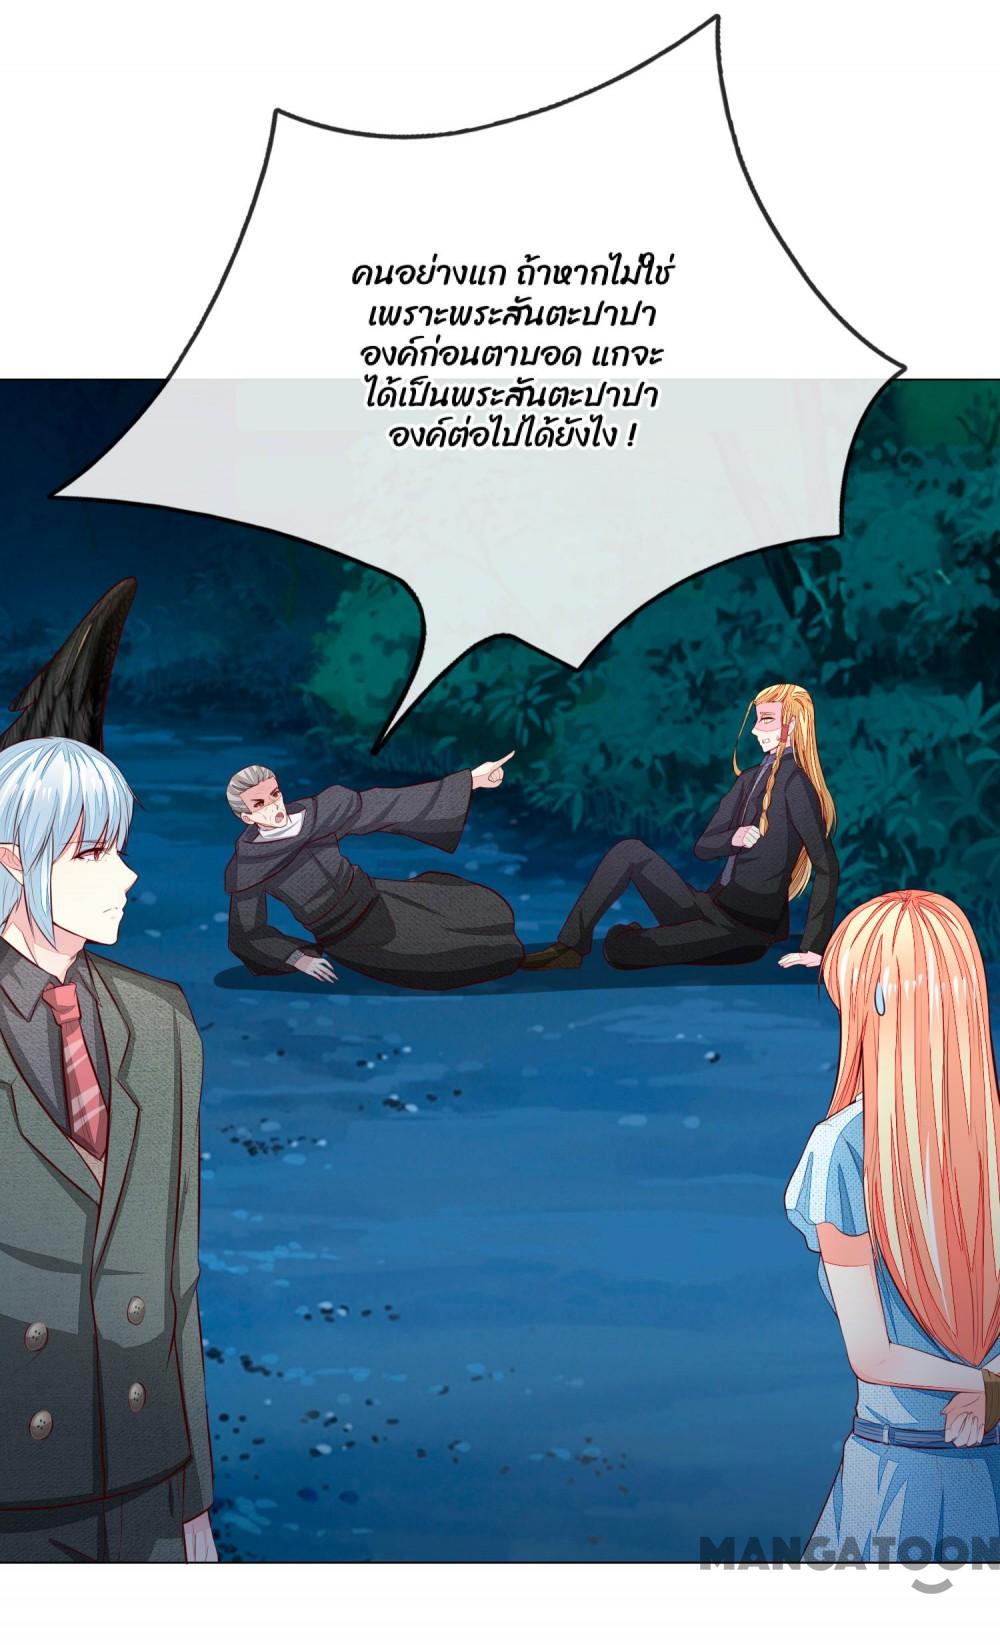 คนอย่างแก ถ้าหากไม่ใช่
เพราะพระสันตะปาปา
องค์ก่อนตาบอด แกจะ
ได้เป็นพระสันตะปาปา
องค์ต่อไปได้ยังไง !
MANGATOON